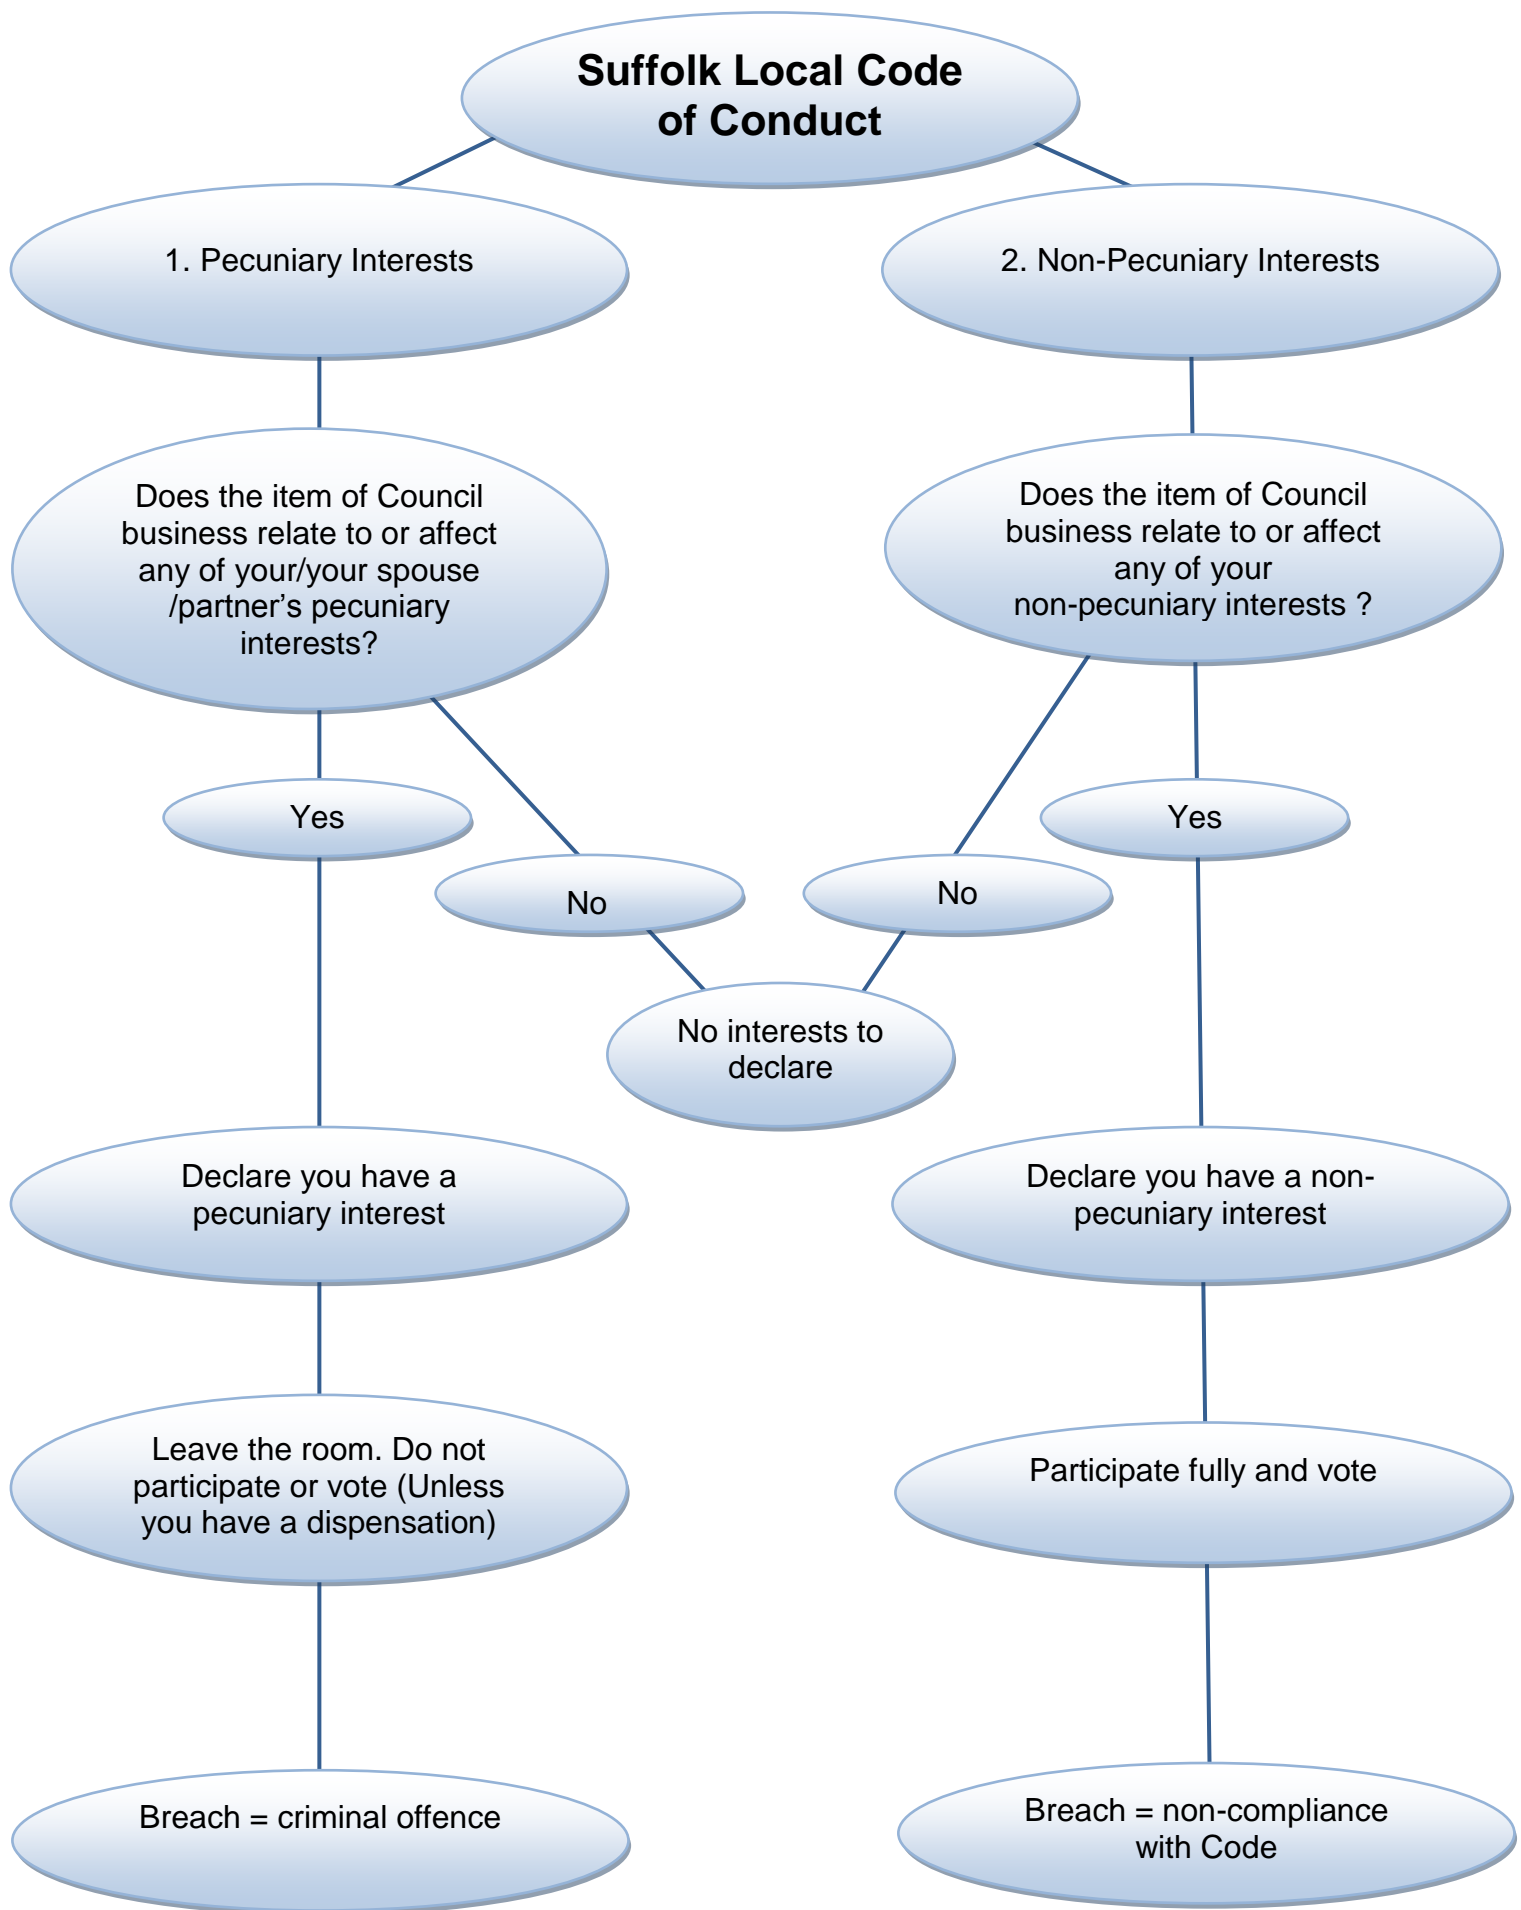 Suffolk Local Code
of Conduct
1. Pecuniary Interests
2. Non-Pecuniary Interests
Does the item of Council
business relate to or affect
any of your/your spouse
/partner’s pecuniary
interests?
Does the item of Council
business relate to or affect
any of your
non-pecuniary interests ?
Yes
Yes
No
No
No interests to
declare
Declare you have a
pecuniary interest
Declare you have a non-
pecuniary interest
Leave the room. Do not
participate or vote (Unless
you have a dispensation)
Participate fully and vote
Breach = criminal offence
Breach = non-compliance
with Code